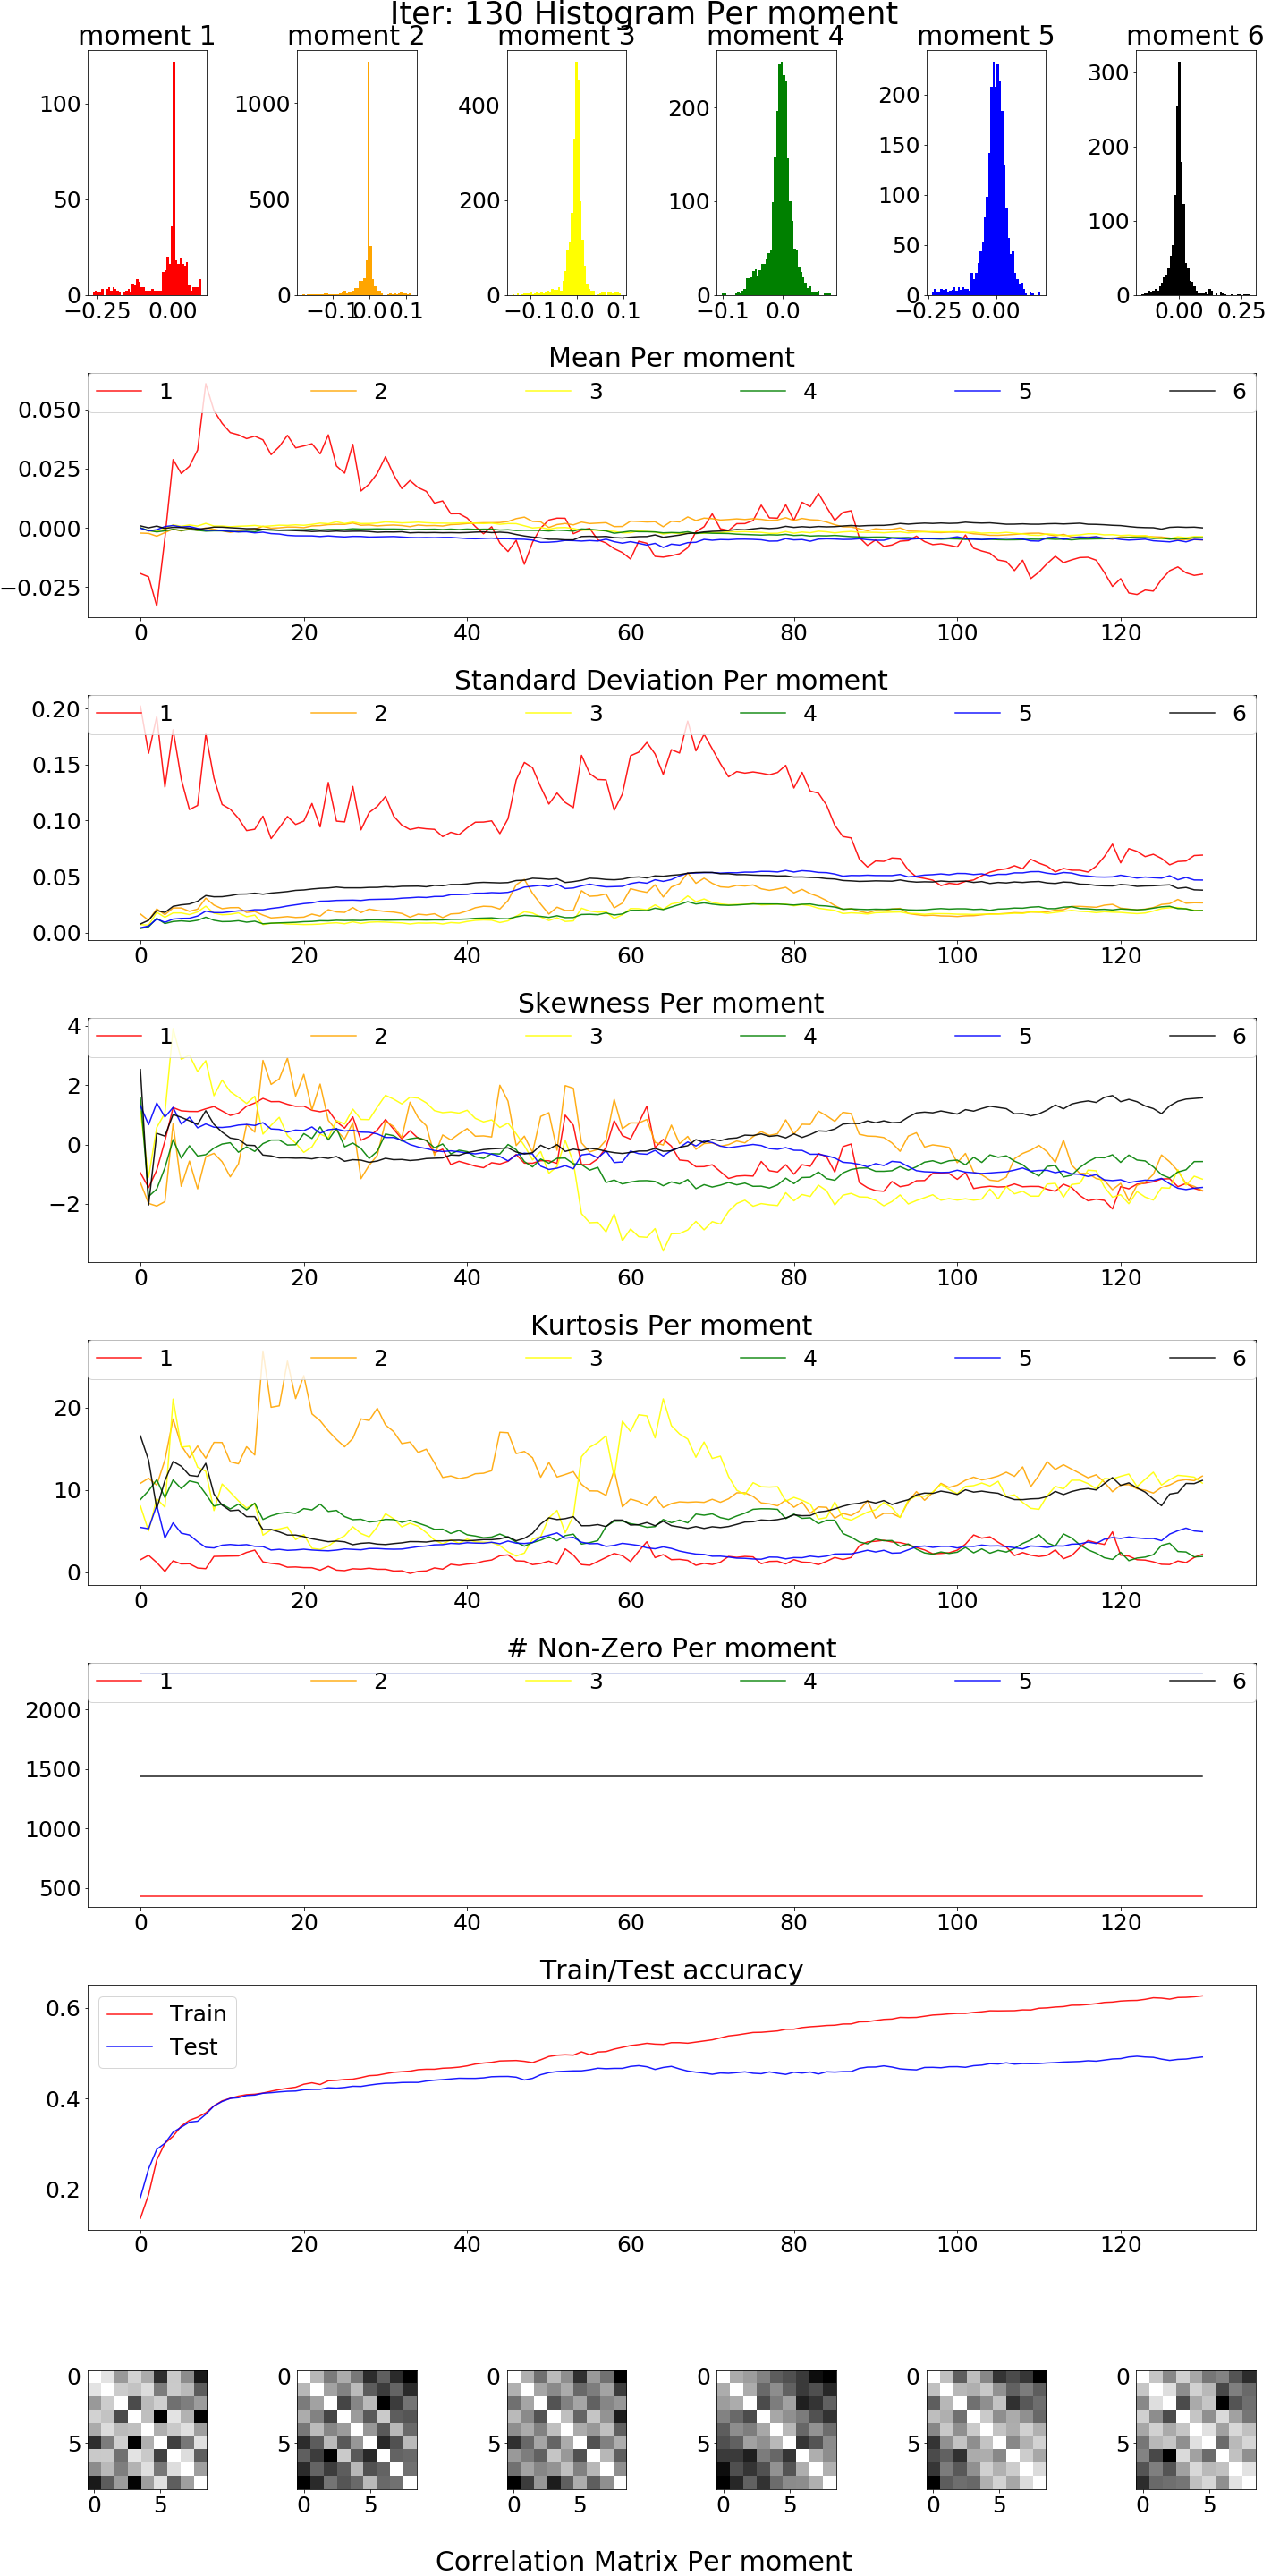 Iter: 130 Histogram Per moment
moment 1 moment 2 moment 3 moment 4 moment 5 moment 6
100
50
0
−0.25 0.00
1000
500
0
−0.1 0.00 0.1
400
200
0
−0.1 0.0 0.1
200
100
0
−0.1 0.0
200
150
100
50
0
−0.25 0.00
300
200
100
0
0.00 0.25
Mean Per moment
1 2 3 4 5 6
0.050
0.025
0.000
−0.025
0 20 40 60 80 100 120
Standard Deviation Per moment
1 2 3 4 5 6
0.20
0.15
0.10
0.05
0.00
0 20 40 60 80 100 120
Skewness Per moment
1 2 3 4 5 6
4
2
0
−2
0 20 40 60 80 100 120
Kurtosis Per moment
1 2 3 4 5 6
20
10
0
0 20 40 60 80 100 120
# Non-Zero Per moment
1 2 3 4 5 6
2000
1500
1000
500
0 20 40 60 80 100 120
Train/Test accuracy
Train
Test
0.6
0.4
0.2
0 20 40 60 80 100 120
0 0 0 0 0 0
5 5 5 5 5 5
0 5 0 5 0 5 0 5 0 5 0 5
Correlation Matrix Per moment